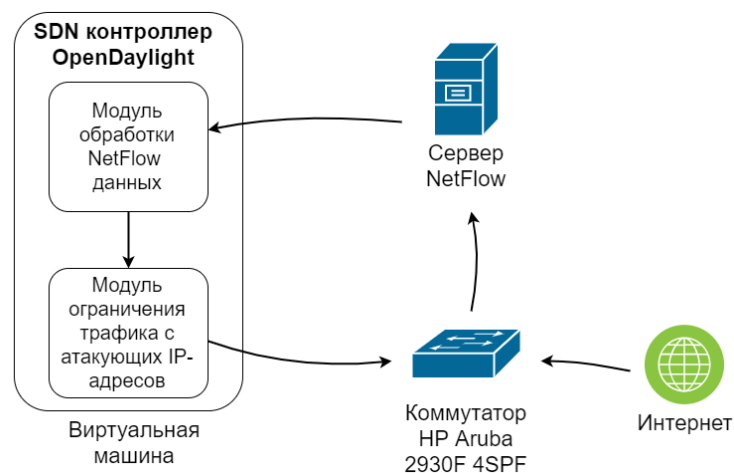 SDN контроллер
OpenDaylight
Модуль
обработки
NetFlow
данных
Модуль
ограничения
трафика с
атакующих IP-
адресов
Виртуальная
машина
Сервер
NetFlow
Коммутатор
HP Aruba
2930F 4SPF
Интернет